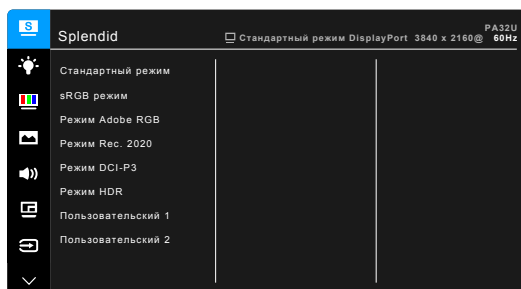 S
PA32U
Splendid
Стандартный режим DisplayPort 3840 x 2160@ 60Hz
Стандартный режим
sRGB режим
Режим Adobe RGB
Режим Rec. 2020
Режим DCI-P3
Режим HDR
Пользовательский 1
Пользовательский 2